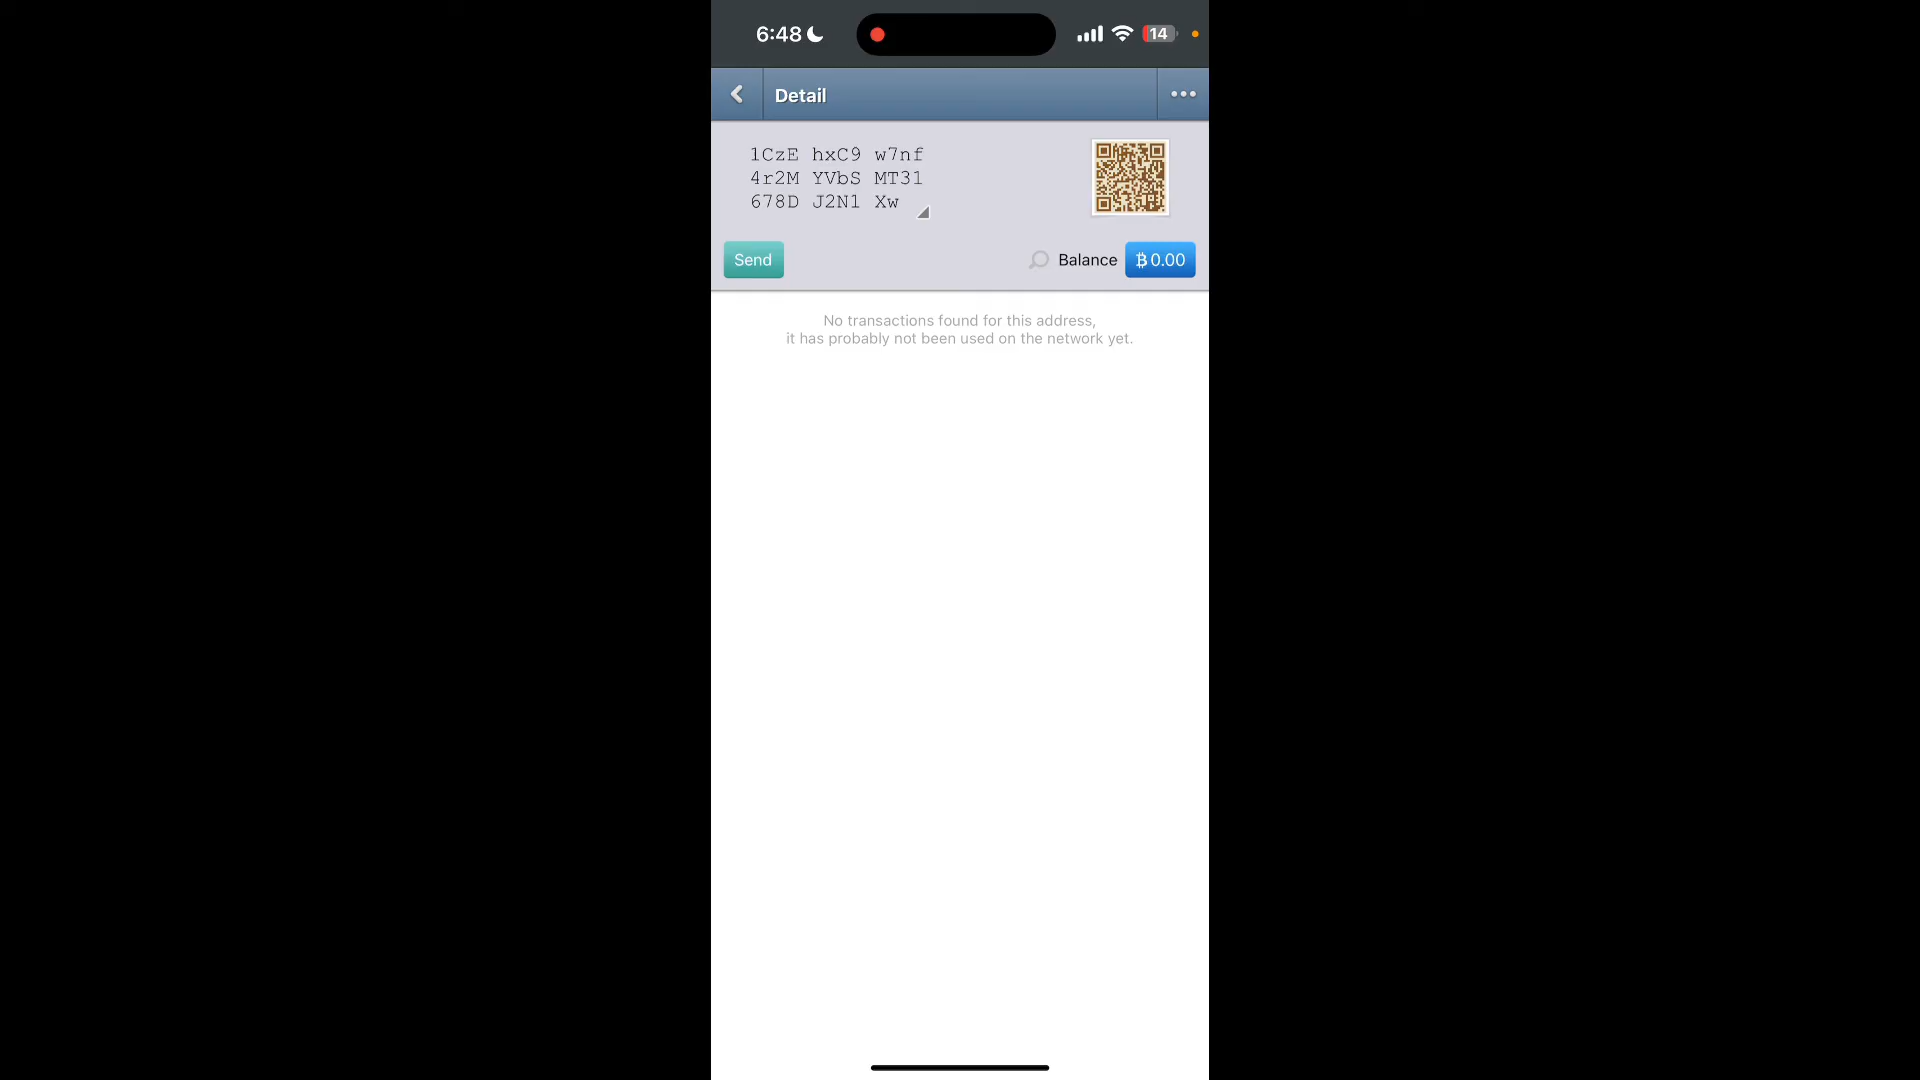 6:48
14
Detail
1CzE hxC9 w7nf
4r2M YVbS MT31
678D J2N1 Xw
Send
Balance
₿0.00
No transactions found for this address,
it has probably not been used on the network yet.